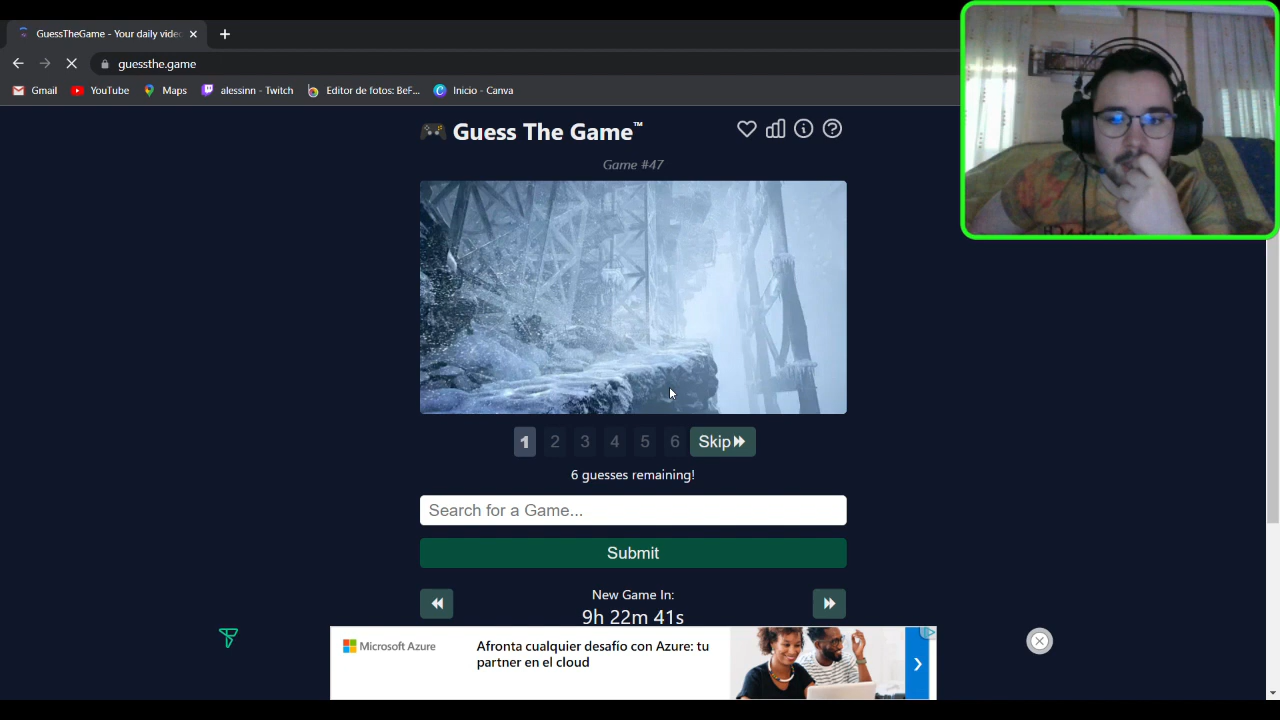 GuessTheGame - Your daily vide
guessthe.game
Gmail YouTube Maps alessinn - Twitch Editor de fotos: BeF... Inicio - Canva
Guess The Game™
Game #47
1 2 3 4 5 6 Skip
6 guesses remaining!
Search for a Game...
Submit
New Game In:
9h 22m 41s
Microsoft Azure
Afronta cualquier desafío con Azure: tu
partner en el cloud